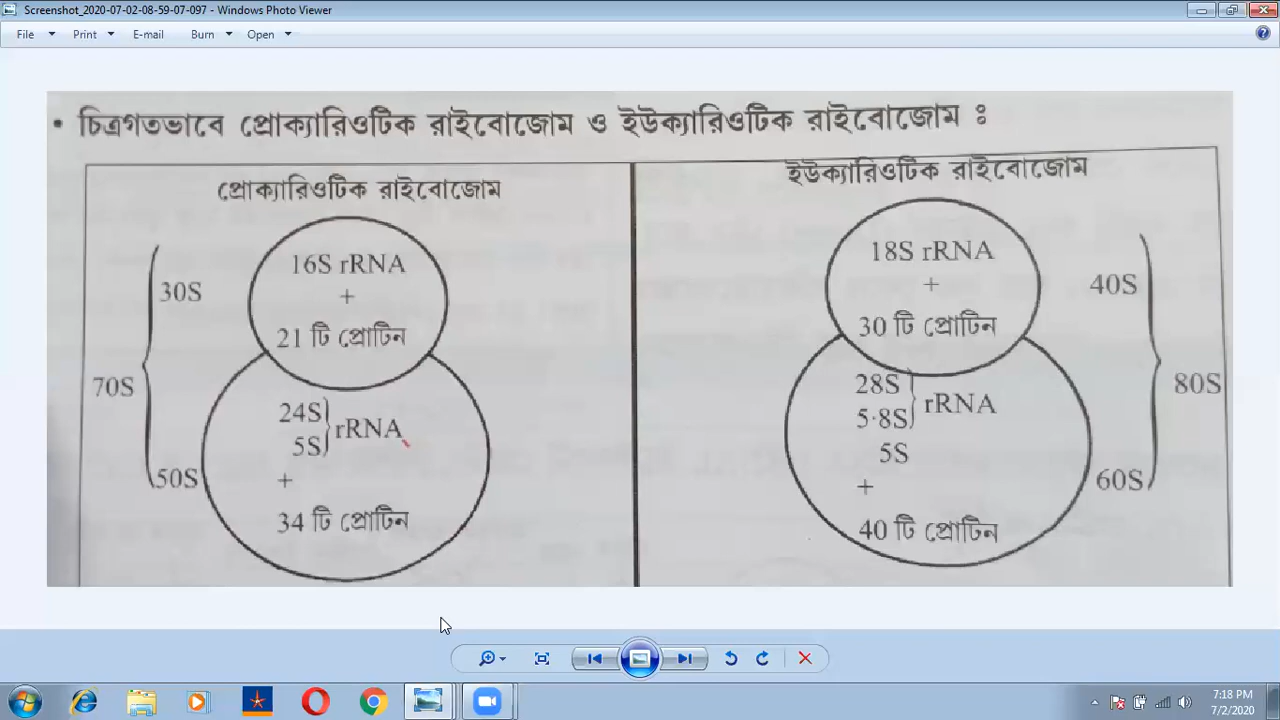 Screenshot_2020-07-02-08-59-07-097 - Windows Photo Viewer
File Print E-mail Burn Open
• চিত্রগতভাবে প্রোক্যারিওটিক রাইবোজোম ও ইউক্যারিওটিক রাইবোজোম ঃ
প্রোক্যারিওটিক রাইবোজোম
16S rRNA
+
21 টি প্রোটিন
30S
70S
50S
24S
5S
rRNA
+
34 টি প্রোটিন
ইউক্যারিওটিক রাইবোজোম
18S rRNA
+
30 টি প্রোটিন
40S
80S
60S
28S
5·8S
rRNA
5S
+
40 টি প্রোটিন
7:18 PM
7/2/2020